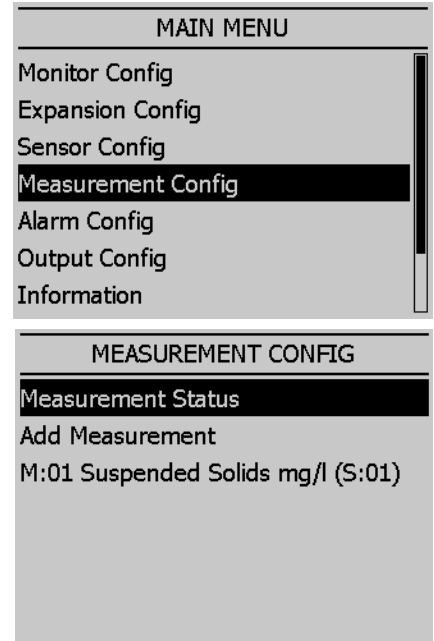 MAIN MENU
Monitor Config
Expansion Config
Sensor Config
Measurement Config
Alarm Config
Output Config
Information
MEASUREMENT CONFIG
Measurement Status
Add Measurement
M:01 Suspended Solids mg/l (S:01)